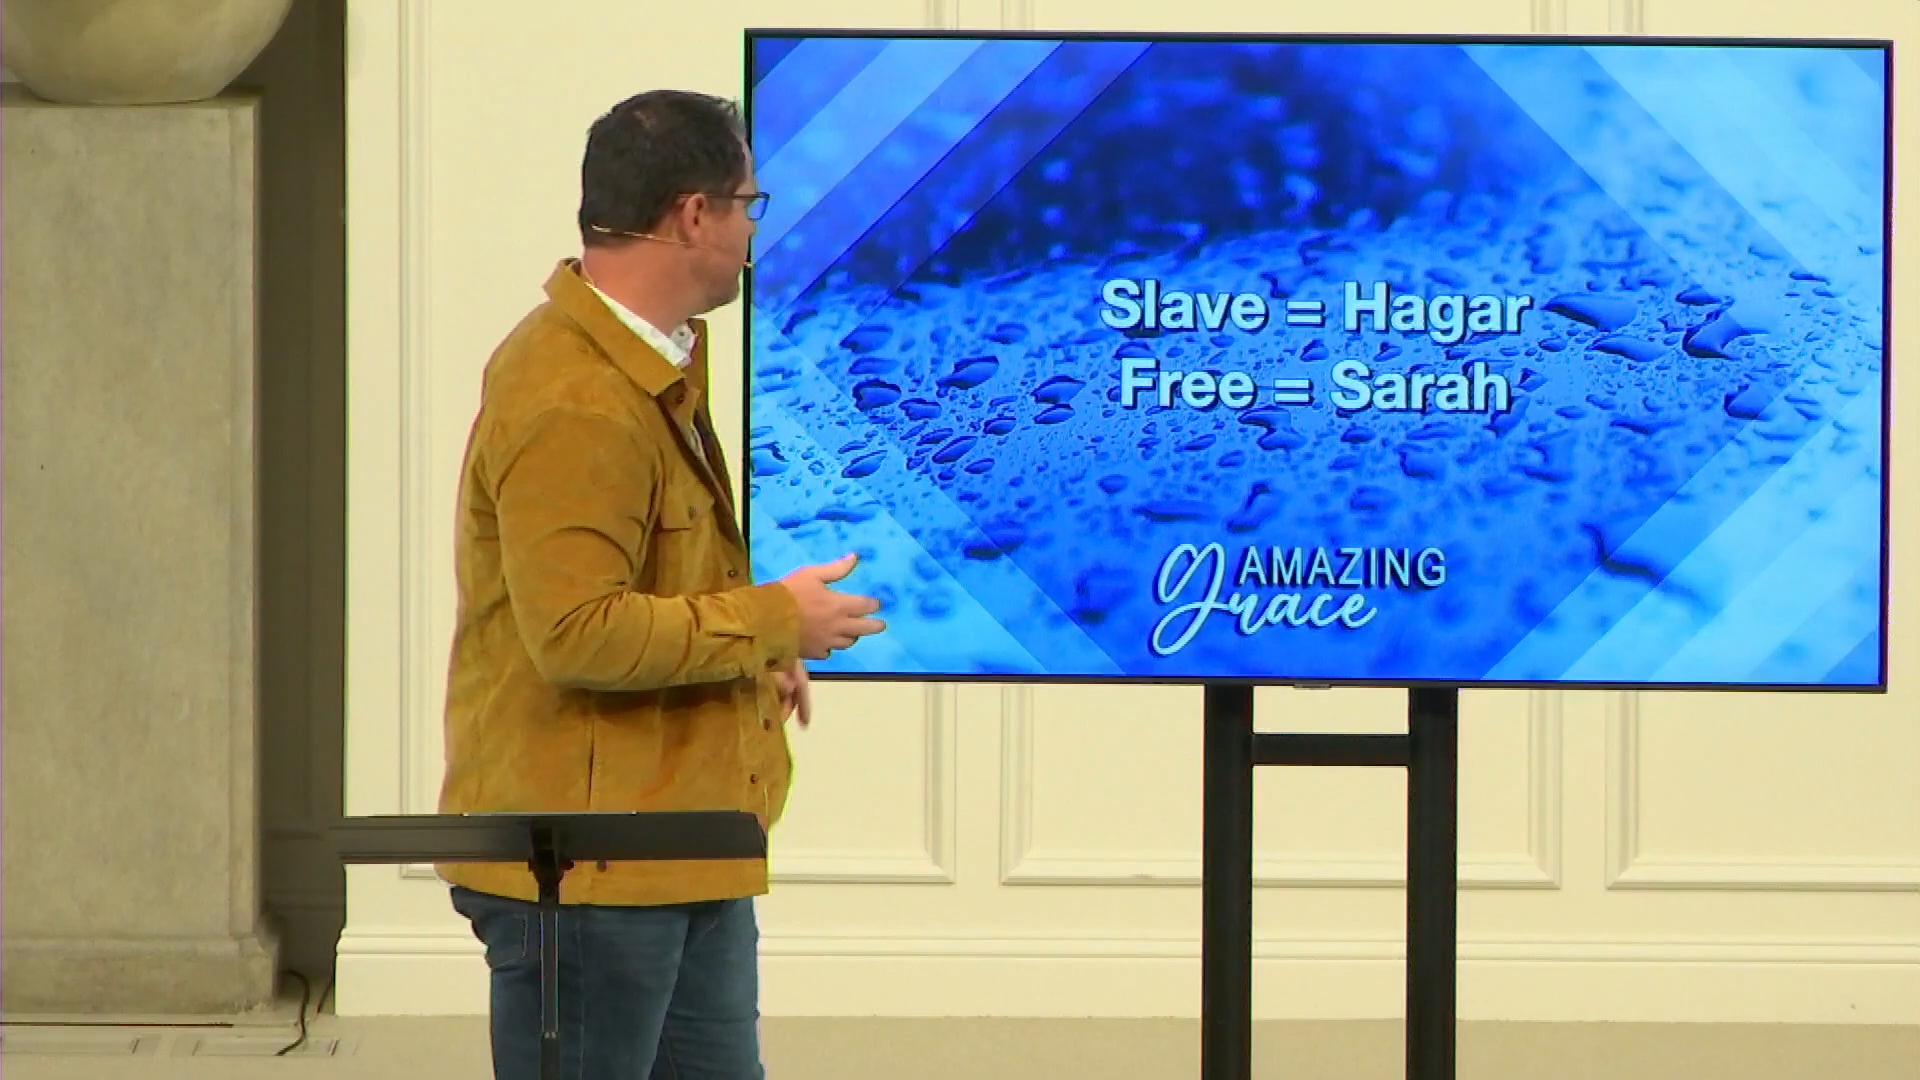 Slave = Hagar
Free = Sarah
AMAZING
Grace